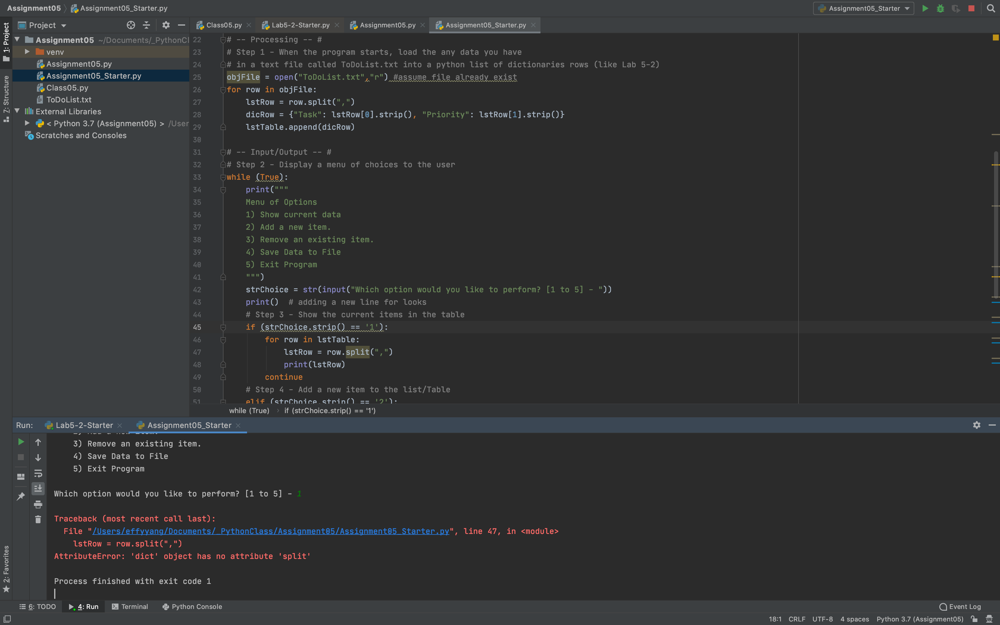 Assignment05 Assignment05_Starter.py Assignment05_Starter
1: Project
7: Structure
2: Favorites
Project
Assignment05 ~/Documents/_PythonCl
venv
Assignment05.py
Assignment05_Starter.py
Class05.py
ToDoList.txt
External Libraries
< Python 3.7 (Assignment05) > /User
Scratches and Consoles
Class05.py Lab5-2-Starter.py Assignment05.py Assignment05_Starter.py
22 # -- Processing -- #
23 # Step 1 - When the program starts, load the any data you have
24 # in a text file called ToDoList.txt into a python list of dictionaries rows (like Lab 5-2)
25 objFile = open("ToDoList.txt","r") #assume file already exist
26 for row in objFile:
27 lstRow = row.split(",")
28 dicRow = {"Task": lstRow[0].strip(), "Priority": lstRow[1].strip()}
29 lstTable.append(dicRow)
30
31 # -- Input/Output -- #
32 # Step 2 - Display a menu of choices to the user
33 while (True):
34 print("""
35 Menu of Options
36 1) Show current data
37 2) Add a new item.
38 3) Remove an existing item.
39 4) Save Data to File
40 5) Exit Program
41 """)
42 strChoice = str(input("Which option would you like to perform? [1 to 5] - "))
43 print() # adding a new line for looks
44 # Step 3 - Show the current items in the table
45 if (strChoice.strip() == '1'):
46 for row in lstTable:
47 lstRow = row.split(",")
48 print(lstRow)
49 continue
50 # Step 4 - Add a new item to the list/Table
51 elif (strChoice.strip() == '2'):
while (True) if (strChoice.strip() == '1')
Run: Lab5-2-Starter Assignment05_Starter
2) Add a new item.
3) Remove an existing item.
4) Save Data to File
5) Exit Program
Which option would you like to perform? [1 to 5] - 1
Traceback (most recent call last):
File "/Users/effyyang/Documents/_PythonClass/Assignment05/Assignment05_Starter.py", line 47, in <module>
lstRow = row.split(",")
AttributeError: 'dict' object has no attribute 'split'
Process finished with exit code 1
6: TODO 4: Run Terminal Python Console Event Log
18:1 CRLF UTF-8 4 spaces Python 3.7 (Assignment05)